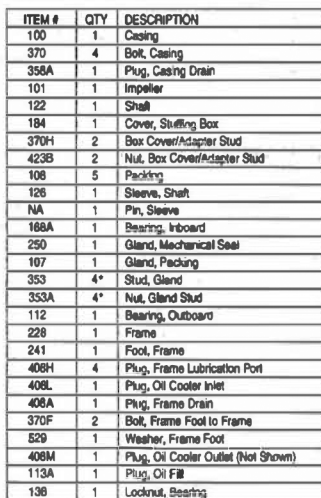 ITEM # QTY DESCRIPTION
100 1 Casing
370 4 Bolt, Casing
358A 1 Plug, Casing Drain
101 1 Impeller
122 1 Shaft
184 1 Cover, Stuffing Box
370H 2 Box Cover/Adapter Stud
423B 2 Nut, Box Cover/Adapter Stud
106 5 Packing
126 1 Sleeve, Shaft
NA 1 Pin, Sleeve
168A 1 Bearing, Inboard
250 1 Gland, Mechanical Seal
107 1 Gland, Packing
353 4* Stud, Gland
353A 4* Nut, Gland Stud
112 1 Bearing, Outboard
228 1 Frame
241 1 Foot, Frame
408H 4 Plug, Frame Lubrication Port
408L 1 Plug, Oil Cooler Inlet
408A 1 Plug, Frame Drain
370F 2 Bolt, Frame Foot to Frame
529 1 Washer, Frame Foot
408M 1 Plug, Oil Cooler Outlet (Not Shown)
113A 1 Plug, Oil Fill
136 1 Locknut, Bearing